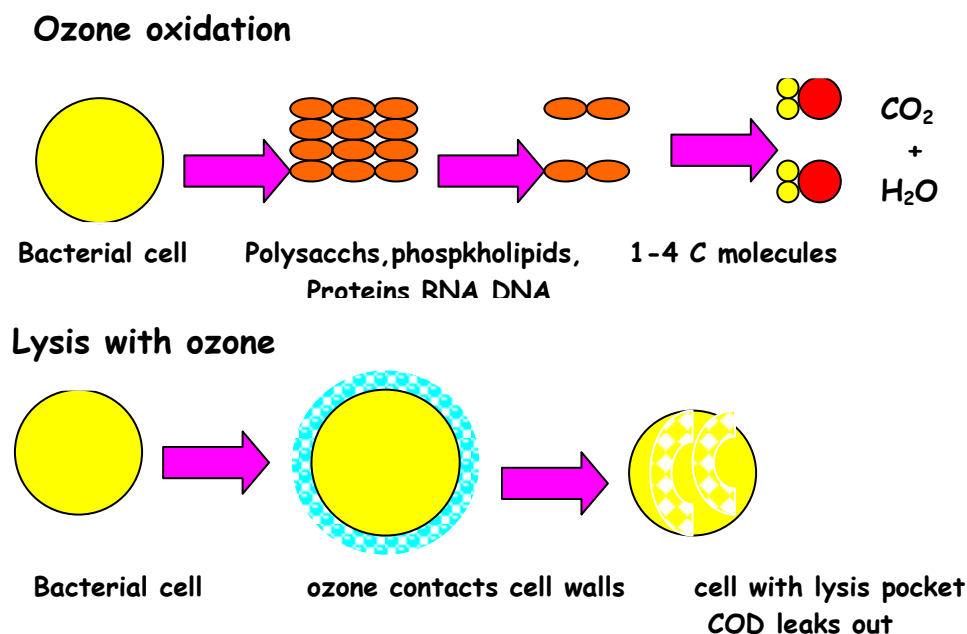 Ozone oxidation
CO₂
+
H₂O
Bacterial cell
Polysacchs,phospkholipids,
Proteins RNA DNA
1-4 C molecules
Lysis with ozone
Bacterial cell
ozone contacts cell walls
cell with lysis pocket
COD leaks out